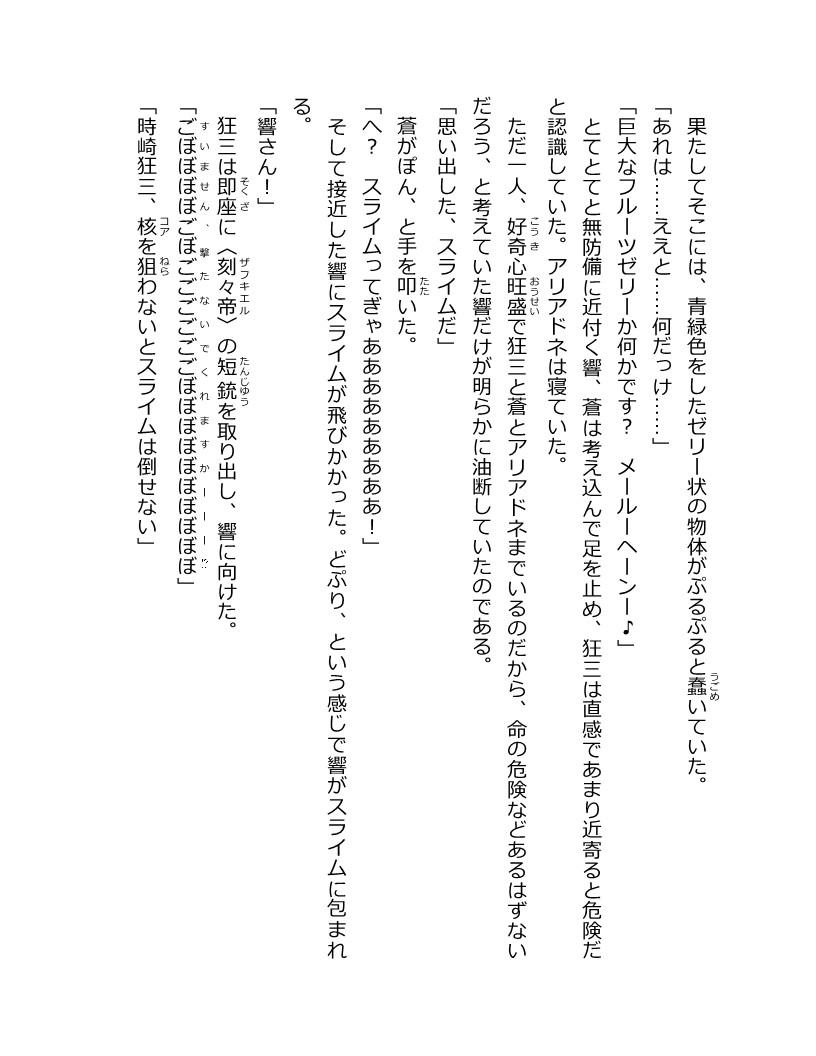 果たしてそこには、青緑色をしたゼリー状の物体がぷるぷると蠢いていた。
「あれは……ええと……何だっけ……」
「巨大なフルーツゼリーか何かです？　メールーヘーンー♪」
　とてとてと無防備に近付く響、蒼は考え込んで足を止め、狂三は直感であまり近寄ると危険だ
と認識していた。アリアドネは寝ていた。
　ただ一人、好奇心旺盛で狂三と蒼とアリアドネまでいるのだから、命の危険などあるはずない
だろう、と考えていた響だけが明らかに油断していたのである。
「思い出した、スライムだ」
　蒼がぽん、と手を叩いた。
「へ？　スライムってぎゃああああああああ！」
　そして接近した響にスライムが飛びかかった。どぷり、という感じで響がスライムに包まれ
る。
「響さん！」
　狂三は即座に〈刻々帝〉の短銃を取り出し、響に向けた。
「ごぼぼぼぼごぼごごごごごごぼぼぼぼぼぼぼぼぼぼ」
「時崎狂三、核を狙わないとスライムは倒せない」